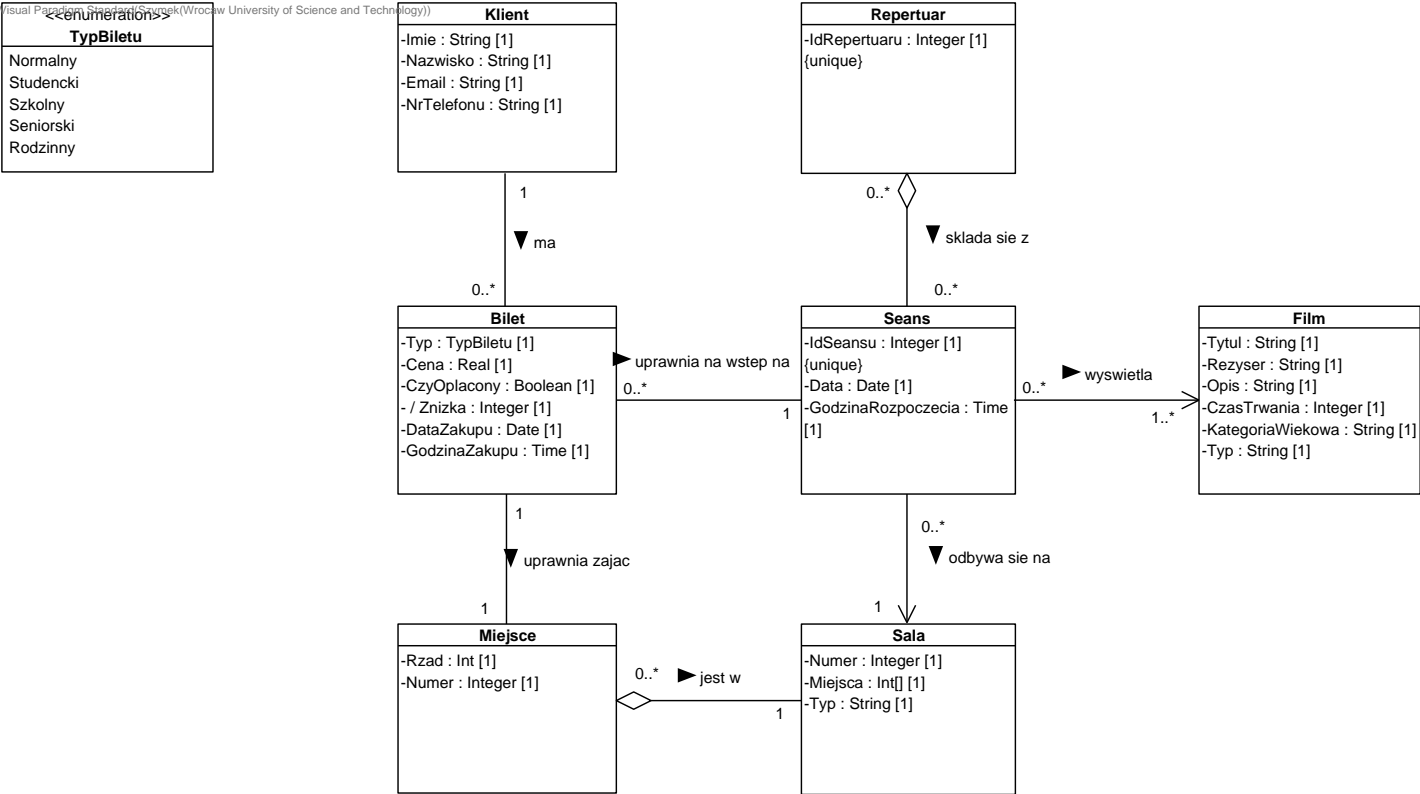 Visual Paradigm Standard(Szymek(Wrocaw University of Science and Technology))
<<enumeration>>
TypBiletu
Normalny
Studencki
Szkolny
Seniorski
Rodzinny
Klient
-Imie : String [1]
-Nazwisko : String [1]
-Email : String [1]
-NrTelefonu : String [1]
Repertuar
-IdRepertuaru : Integer [1]
{unique}
1
ma
0..*
0..*
sklada sie z
0..*
Bilet
-Typ : TypBiletu [1]
-Cena : Real [1]
-CzyOplacony : Boolean [1]
- / Znizka : Integer [1]
-DataZakupu : Date [1]
-GodzinaZakupu : Time [1]
uprawnia na wstep na
0..*
1
Seans
-IdSeansu : Integer [1]
{unique}
-Data : Date [1]
-GodzinaRozpoczecia : Time
[1]
0..*
wyswietla
1..*
Film
-Tytul : String [1]
-Rezyser : String [1]
-Opis : String [1]
-CzasTrwania : Integer [1]
-KategoriaWiekowa : String [1]
-Typ : String [1]
1
uprawnia zajac
1
0..*
odbywa sie na
1
Miejsce
-Rzad : Int [1]
-Numer : Integer [1]
0..*
jest w
1
Sala
-Numer : Integer [1]
-Miejsca : Int[] [1]
-Typ : String [1]